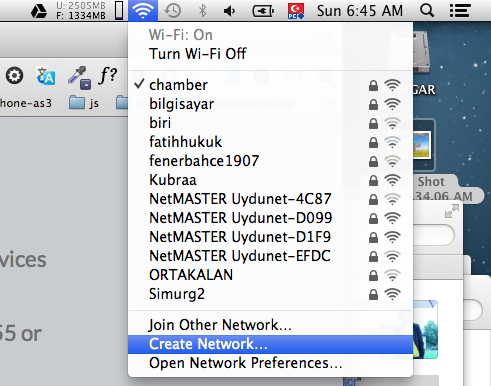 U: 2505MB
F: 1334MB
Sun 6:45 AM
Wi-Fi: On
Turn Wi-Fi Off
f?
hone-as3
js
chamber
bilgisayar
biri
fatihhukuk
fenerbahce1907
Kubraa
NetMASTER Uydunet-4C87
NetMASTER Uydunet-D099
NetMASTER Uydunet-D1F9
NetMASTER Uydunet-EFDC
ORTAKALAN
Simurg2
Join Other Network...
Create Network...
Open Network Preferences...
GAR
Shot
34.06 AM
vices
55 or